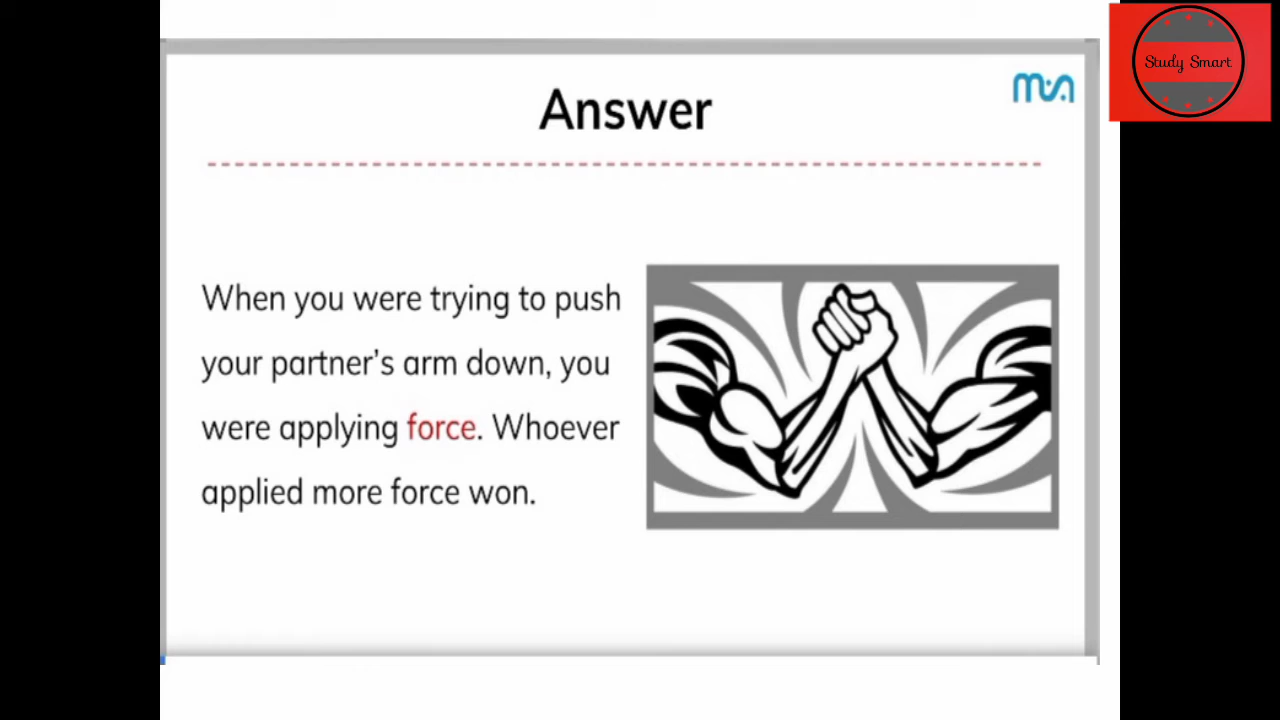 Study Smart
Answer
When you were trying to push
your partner's arm down, you
were applying force. Whoever
applied more force won.